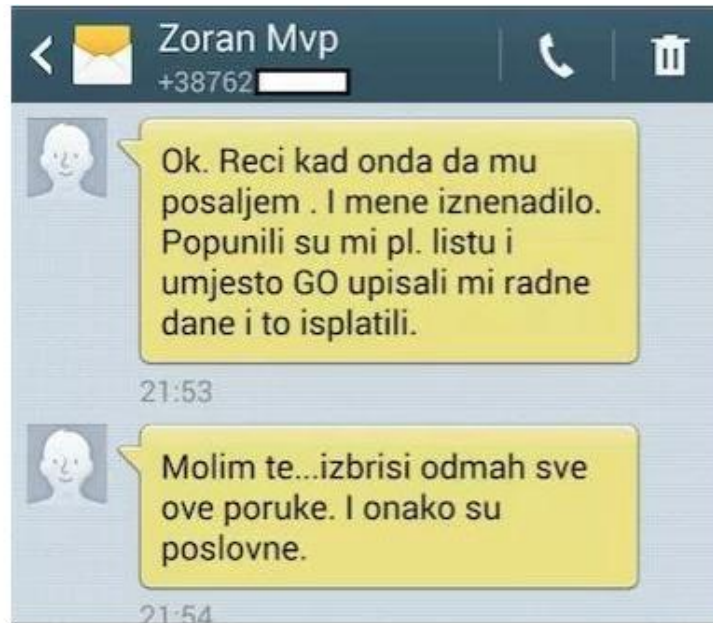 Zoran Mvp
+38762
Ok. Reci kad onda da mu
posaljem . I mene iznenadilo.
Popunili su mi pl. listu i
umjesto GO upisali mi radne
dane i to isplatili.
21:53
Molim te...izbrisi odmah sve
ove poruke. I onako su
poslovne.
21:54